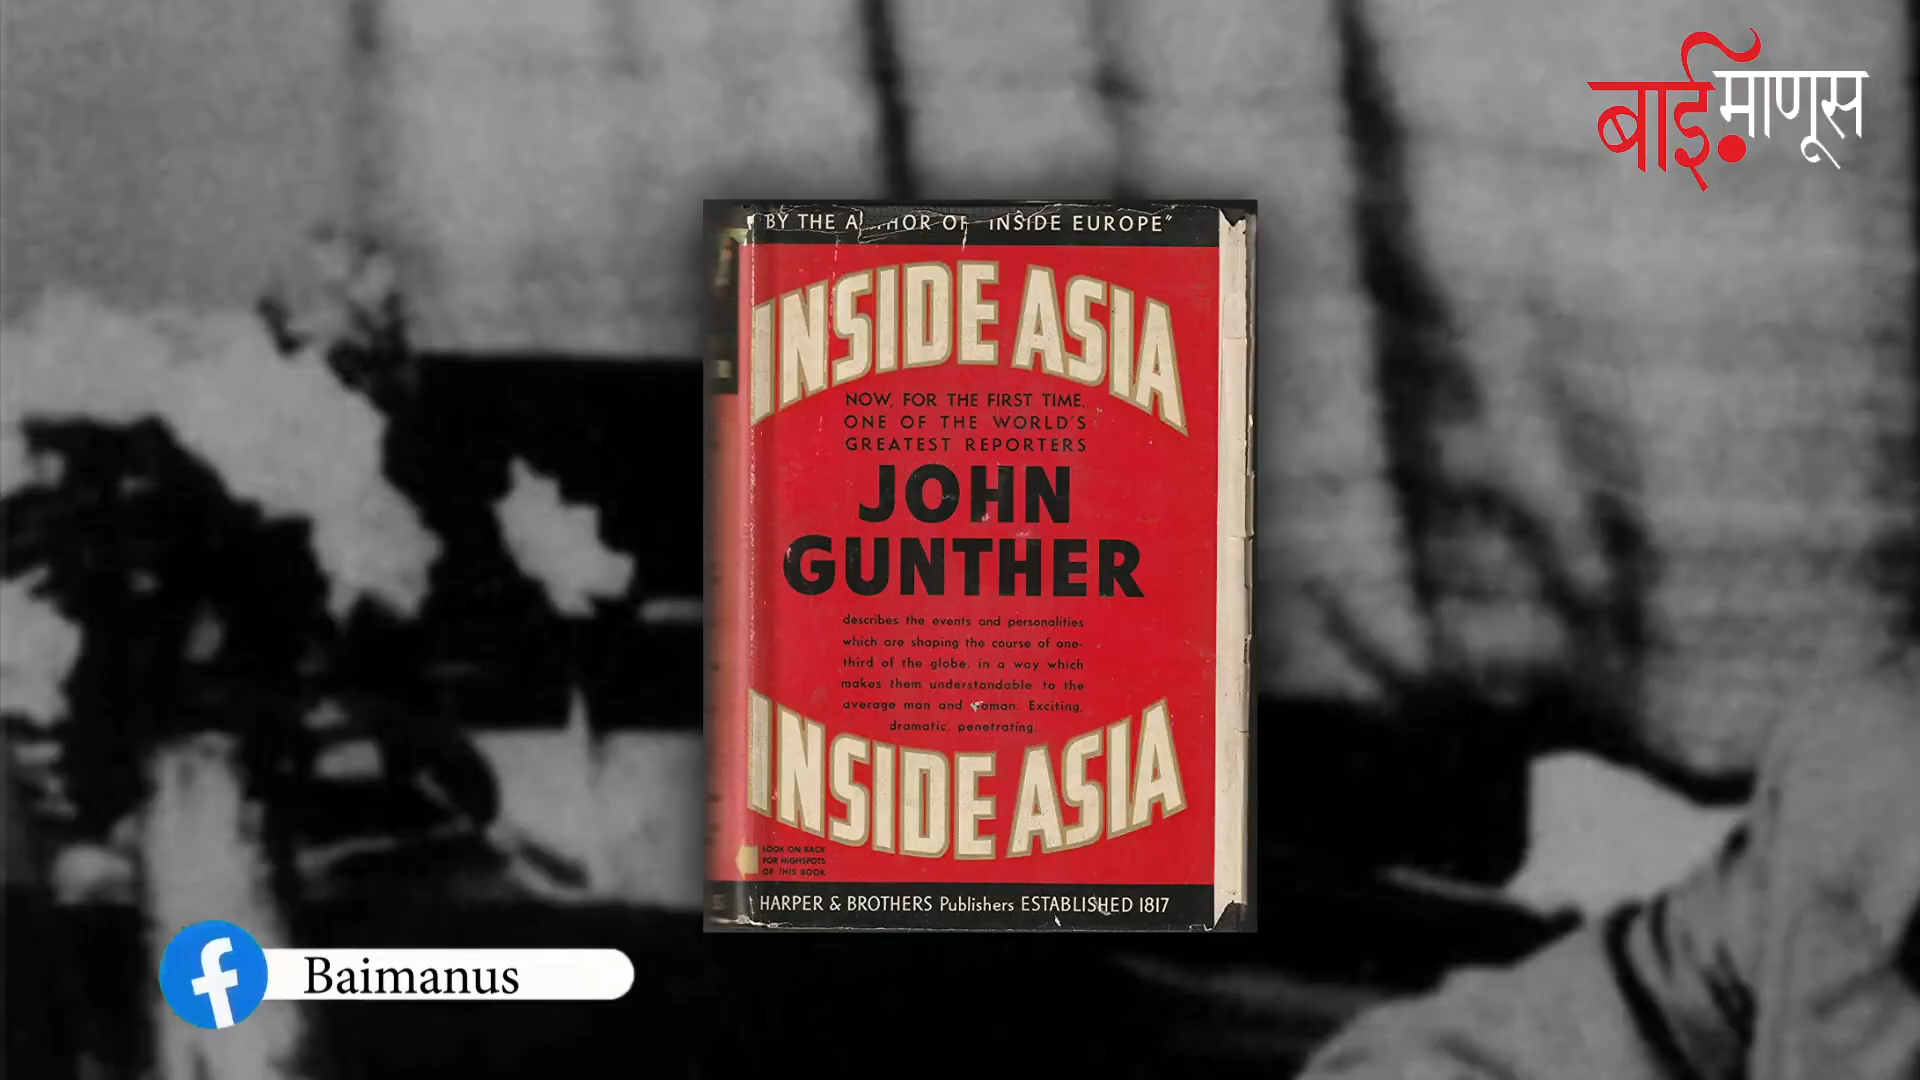 बाईमाणूस
"BY THE A HOR OF "INSIDE EUROPE"
INSIDE ASIA
NOW, FOR THE FIRST TIME,
ONE OF THE WORLD'S
GREATEST REPORTERS
JOHN
GUNTHER
describes the events and personalities
which are shaping the course of one-
third of the globe, in a way which
makes them understandable to the
average man and woman. Exciting,
dramatic, penetrating.
INSIDE ASIA
LOOK ON BACK
FOR HIGHSPOTS
OF THIS BOOK
HARPER & BROTHERS Publishers ESTABLISHED 1817
Baimanus